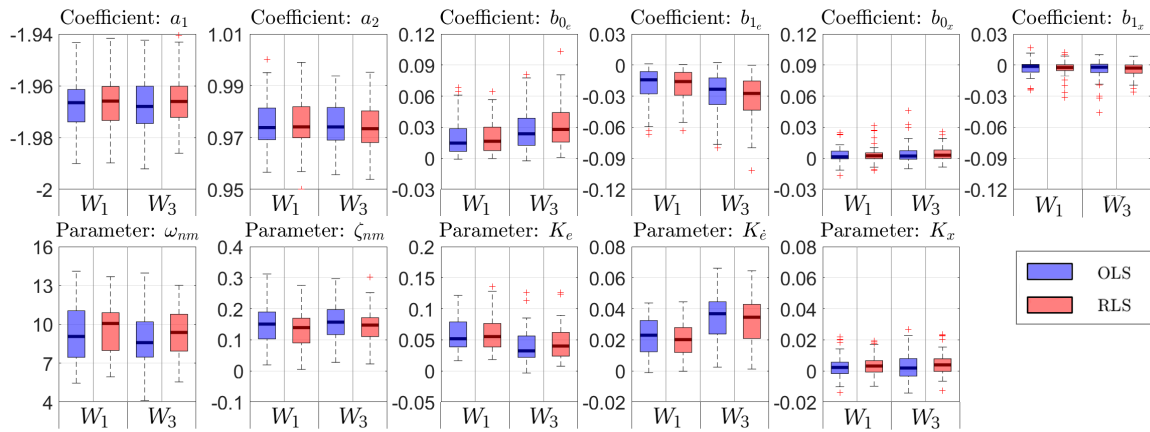 Coefficient: a₁
-1.94
-1.96
-1.98
-2
W₁ W₃
Coefficient: a₂
1.01
0.99
0.97
0.95
W₁ W₃
Coefficient: b₀ₑ
0.12
0.09
0.06
0.03
0
-0.03
W₁ W₃
Coefficient: b₁ₑ
0.03
0
-0.03
-0.06
-0.09
-0.12
W₁ W₃
Coefficient: b₀ₓ
0.12
0.09
0.06
0.03
0
-0.03
W₁ W₃
Coefficient: b₁ₓ
0.03
0
-0.03
-0.06
-0.09
-0.12
W₁ W₃
Parameter: ωₙₘ
16
13
10
7
4
W₁ W₃
Parameter: ζₙₘ
0.4
0.3
0.2
0.1
0
-0.1
W₁ W₃
Parameter: Kₑ
0.2
0.15
0.1
0.05
0
-0.05
W₁ W₃
Parameter: K_ė
0.08
0.06
0.04
0.02
0
-0.02
W₁ W₃
Parameter: Kₓ
0.08
0.06
0.04
0.02
0
-0.02
W₁ W₃
OLS
RLS